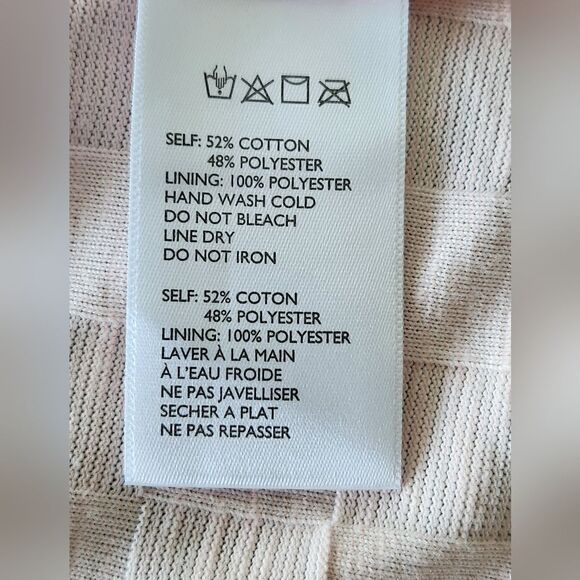 SELF: 52% COTTON
48% POLYESTER
LINING: 100% POLYESTER
HAND WASH COLD
DO NOT BLEACH
LINE DRY
DO NOT IRON
SELF: 52% COTON
48% POLYESTER
LINING: 100% POLYESTER
LAVER À LA MAIN
À L'EAU FROIDE
NE PAS JAVELLISER
SECHER A PLAT
NE PAS REPASSER